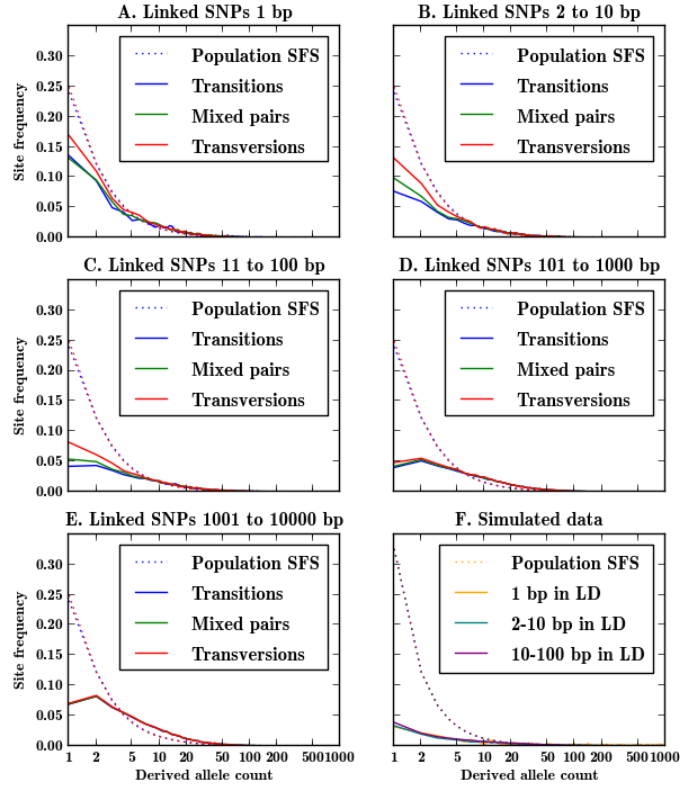 A. Linked SNPs 1 bp
B. Linked SNPs 2 to 10 bp
0.35
0.30
0.25
0.20
0.15
0.10
0.05
0.00
Site frequency
Population SFS
Transitions
Mixed pairs
Transversions
Population SFS
Transitions
Mixed pairs
Transversions
C. Linked SNPs 11 to 100 bp
D. Linked SNPs 101 to 1000 bp
0.30
0.25
0.20
0.15
0.10
0.05
0.00
Site frequency
Population SFS
Transitions
Mixed pairs
Transversions
Population SFS
Transitions
Mixed pairs
Transversions
E. Linked SNPs 1001 to 10000 bp
F. Simulated data
0.30
0.25
0.20
0.15
0.10
0.05
0.00
Site frequency
Population SFS
Transitions
Mixed pairs
Transversions
Population SFS
1 bp in LD
2-10 bp in LD
10-100 bp in LD
1 2 5 10 20 50 100 200 500 1000
1 2 5 10 20 50 100 200 500 1000
Derived allele count
Derived allele count